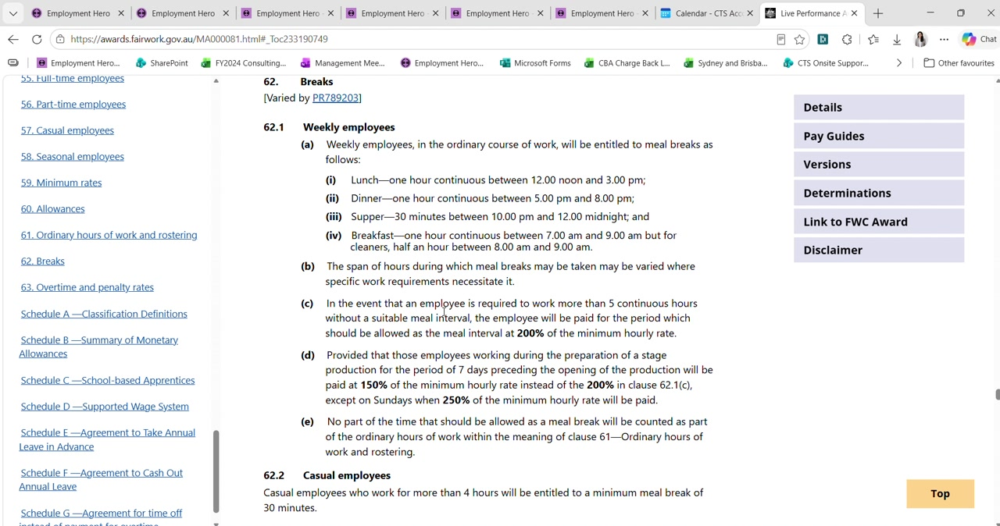 Employment Hero
Employment Hero
Employment Hero
Employment Hero
Employment Hero
Employment Hero
Calendar - CTS Acc
Live Performance A
https://awards.fairwork.gov.au/MA000081.html#_Toc233190749
Chat
Employment Hero...
SharePoint
FY2024 Consulting...
Management Mee...
Employment Hero...
Microsoft Forms
CBA Charge Back L...
Sydney and Brisba...
CTS Onsite Suppor...
Other favourites
55. Full-time employees
56. Part-time employees
57. Casual employees
58. Seasonal employees
59. Minimum rates
60. Allowances
61. Ordinary hours of work and rostering
62. Breaks
63. Overtime and penalty rates
Schedule A —Classification Definitions
Schedule B —Summary of Monetary
Allowances
Schedule C —School-based Apprentices
Schedule D —Supported Wage System
Schedule E —Agreement to Take Annual
Leave in Advance
Schedule F —Agreement to Cash Out
Annual Leave
Schedule G —Agreement for time off
instead of payment for overtime
62. Breaks
[Varied by PR789203]
62.1 Weekly employees
(a) Weekly employees, in the ordinary course of work, will be entitled to meal breaks as
follows:
(i) Lunch—one hour continuous between 12.00 noon and 3.00 pm;
(ii) Dinner—one hour continuous between 5.00 pm and 8.00 pm;
(iii) Supper—30 minutes between 10.00 pm and 12.00 midnight; and
(iv) Breakfast—one hour continuous between 7.00 am and 9.00 am but for
cleaners, half an hour between 8.00 am and 9.00 am.
(b) The span of hours during which meal breaks may be taken may be varied where
specific work requirements necessitate it.
(c) In the event that an employee is required to work more than 5 continuous hours
without a suitable meal interval, the employee will be paid for the period which
should be allowed as the meal interval at 200% of the minimum hourly rate.
(d) Provided that those employees working during the preparation of a stage
production for the period of 7 days preceding the opening of the production will be
paid at 150% of the minimum hourly rate instead of the 200% in clause 62.1(c),
except on Sundays when 250% of the minimum hourly rate will be paid.
(e) No part of the time that should be allowed as a meal break will be counted as part
of the ordinary hours of work within the meaning of clause 61—Ordinary hours of
work and rostering.
62.2 Casual employees
Casual employees who work for more than 4 hours will be entitled to a minimum meal break of
30 minutes.
Details
Pay Guides
Versions
Determinations
Link to FWC Award
Disclaimer
Top